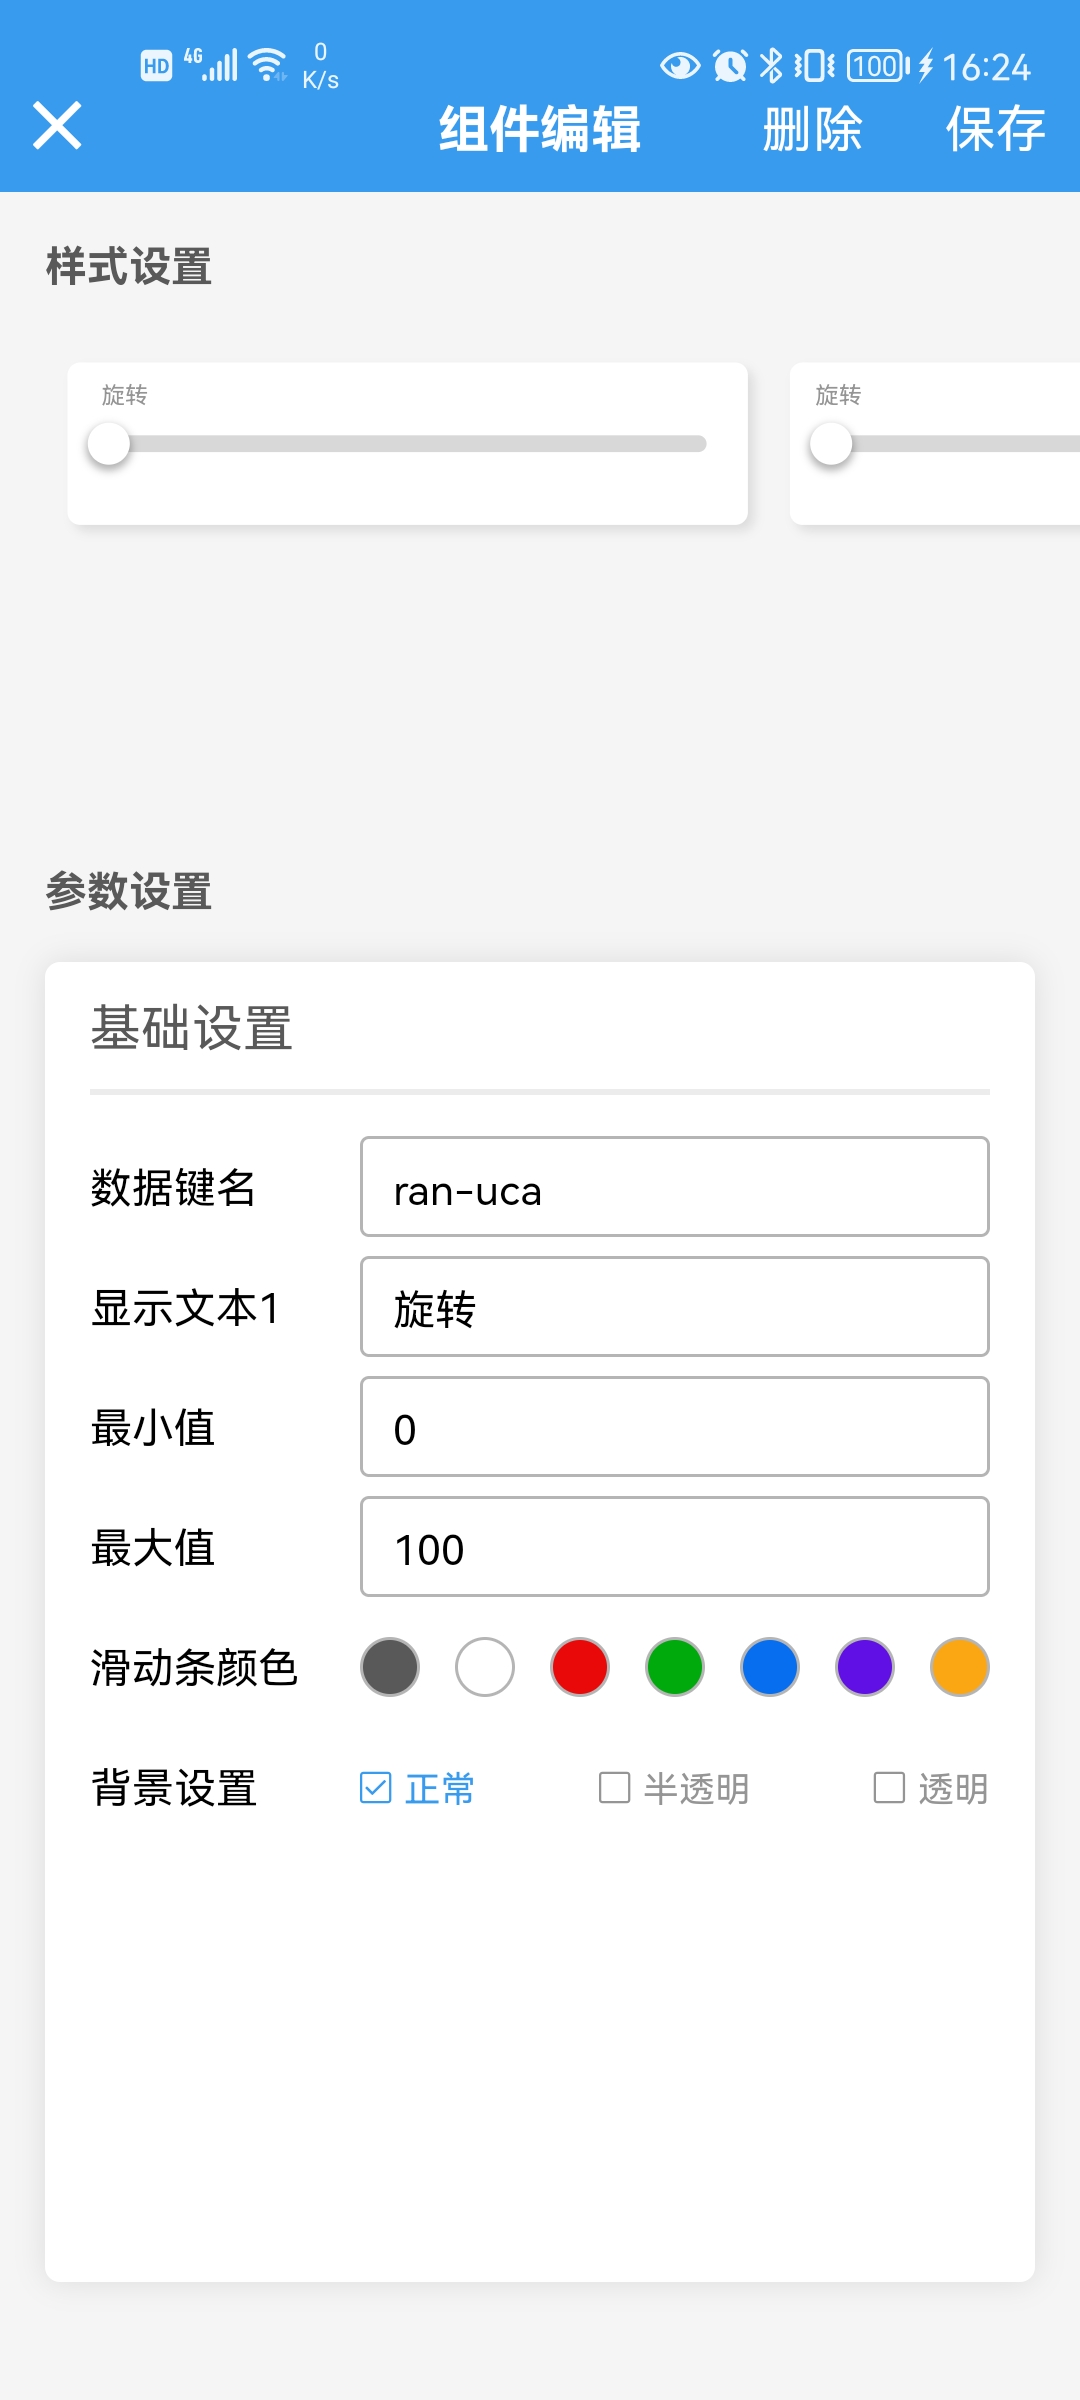 HD 4G 0 K/s 100 16:24
组件编辑 删除 保存
样式设置
旋转 旋转
参数设置
基础设置
数据键名 ran-uca
显示文本1 旋转
最小值 0
最大值 100
滑动条颜色
背景设置 正常 半透明 透明